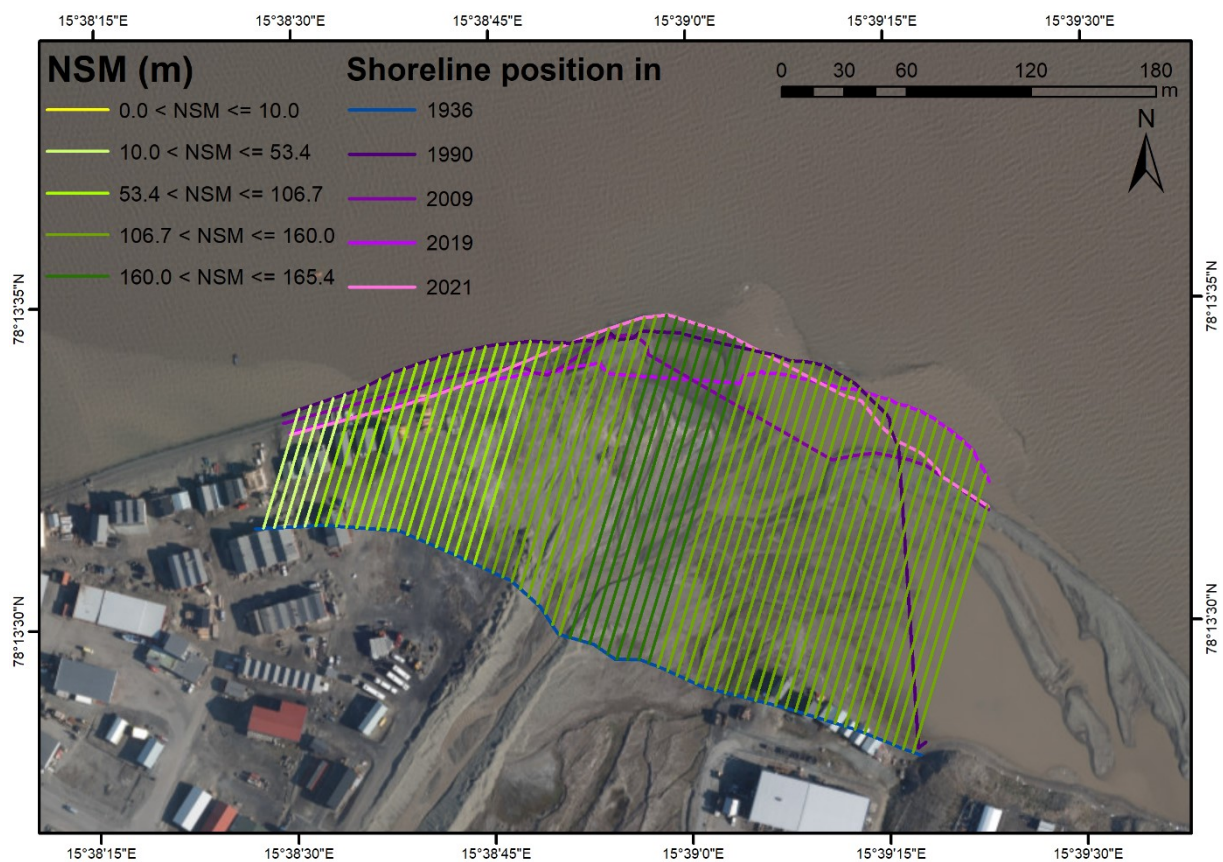 15°38'15"E 15°38'30"E 15°38'45"E 15°39'0"E 15°39'15"E 15°39'30"E
NSM (m)
0.0 < NSM <= 10.0
10.0 < NSM <= 53.4
53.4 < NSM <= 106.7
106.7 < NSM <= 160.0
160.0 < NSM <= 165.4
Shoreline position in
1936
1990
2009
2019
2021
0 30 60 120 180
m
N
78°13'35"N 78°13'35"N
78°13'30"N 78°13'30"N
15°38'15"E 15°38'30"E 15°38'45"E 15°39'0"E 15°39'15"E 15°39'30"E